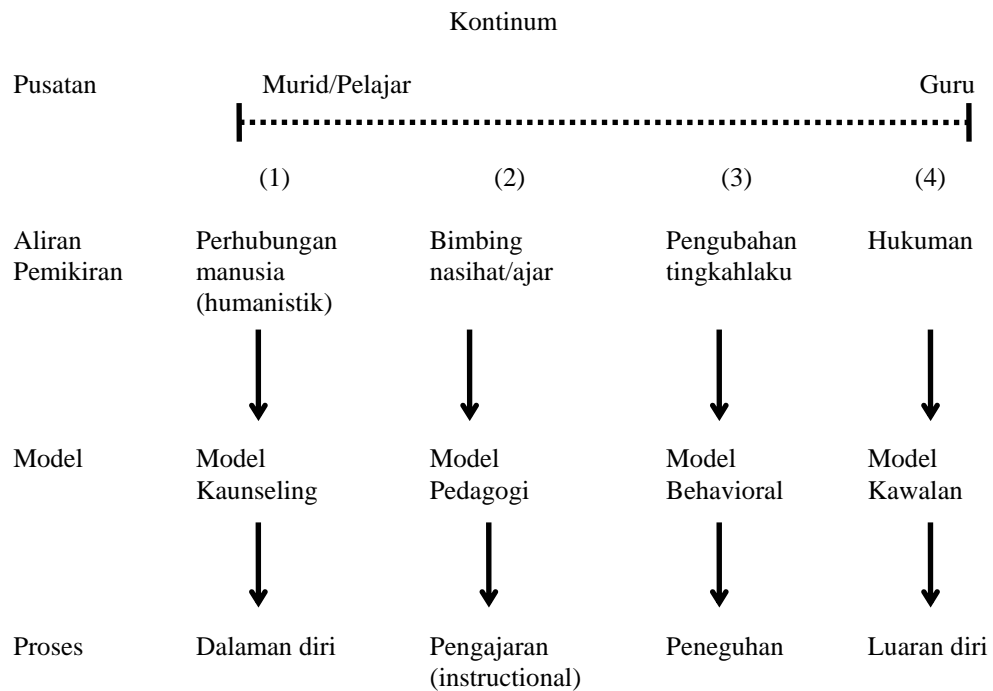 Kontinum
Pusatan Murid/Pelajar Guru
(1) (2) (3) (4)
Aliran Perhubungan Bimbing Pengubahan Hukuman
Pemikiran manusia nasihat/ajar tingkahlaku
(humanistik)
Model Model Model Model Model
Kaunseling Pedagogi Behavioral Kawalan
Proses Dalaman diri Pengajaran Peneguhan Luaran diri
(instructional)